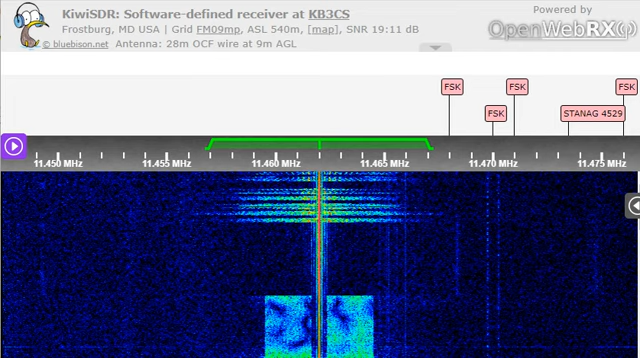 KiwiSDR: Software-defined receiver at KB3CS
Frostburg, MD USA | Grid FM09mp, ASL 540m, [map], SNR 19:11 dB
© bluebison.net Antenna: 28m OCF wire at 9m AGL
Powered by
OpenWebRX
FSK FSK FSK
FSK STANAG 4529
11.450 MHz 11.455 MHz 11.460 MHz 11.465 MHz 11.470 MHz 11.475 MHz